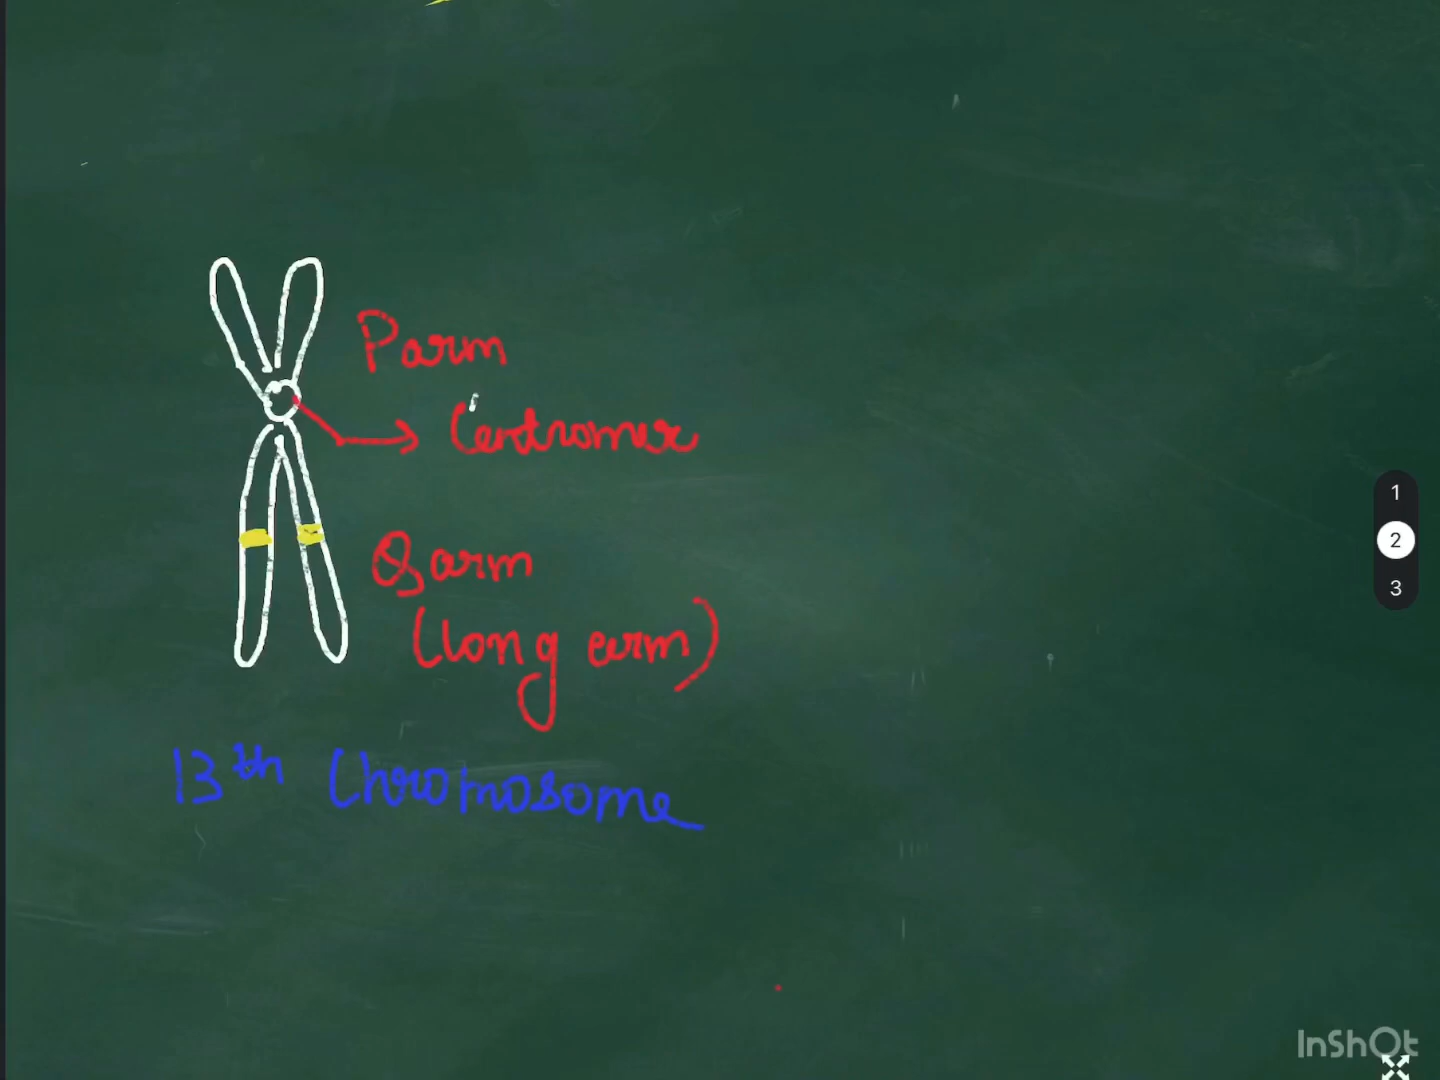 P arm
Centromere
Q arm
(long arm)
13th Chromosome
1
2
3
InShOt